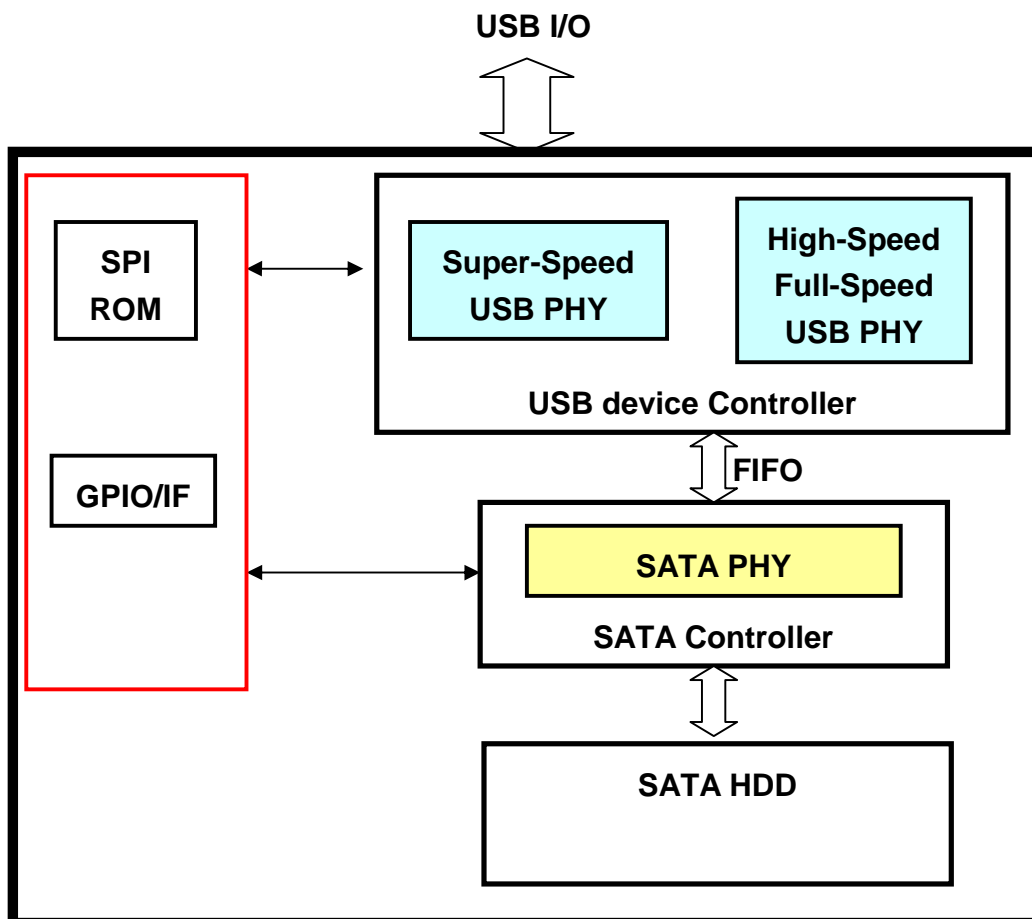 USB I/O
SPI
ROM
Super-Speed
USB PHY
High-Speed
Full-Speed
USB PHY
USB device Controller
FIFO
GPIO/IF
SATA PHY
SATA Controller
SATA HDD